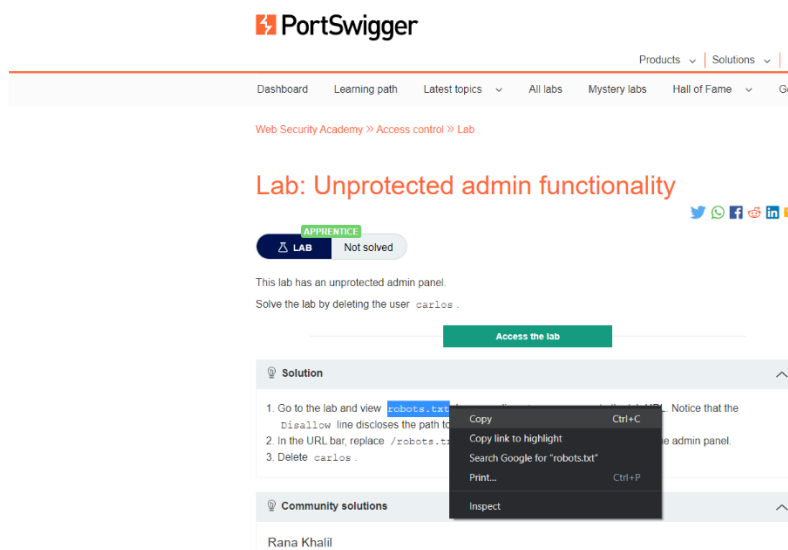 PortSwigger
Products Solutions
Dashboard Learning path Latest topics All labs Mystery labs Hall of Fame
Web Security Academy » Access control » Lab
Lab: Unprotected admin functionality
APPRENTICE
LAB Not solved
This lab has an unprotected admin panel.
Solve the lab by deleting the user carlos.
Access the lab
Solution
1. Go to the lab and view robots.txt L. Notice that the
Disallow line discloses the path to
2. In the URL bar, replace /robots.tx e admin panel.
3. Delete carlos.
Copy Ctrl+C
Copy link to highlight
Search Google for "robots.txt"
Print... Ctrl+P
Inspect
Community solutions
Rana Khalil